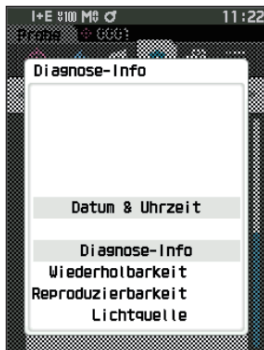 I+E M 11:22
Probe
Diagnose-Info
Datum & Uhrzeit
Diagnose-Info
Wiederholbarkeit
Reproduzierbarkeit
Lichtquelle